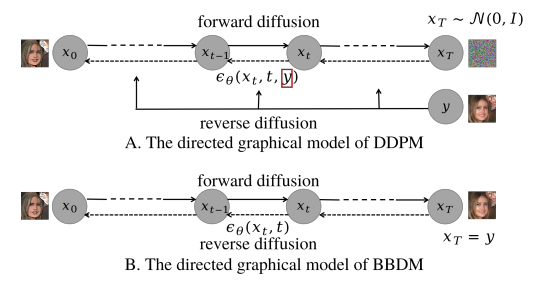 forward diffusion
x_T ∼ 𝒩(0, I)
x_0 x_{t−1} x_t x_T
ϵ_θ(x_t, t, y)
y
reverse diffusion
A. The directed graphical model of DDPM
forward diffusion
x_0 x_{t−1} x_t x_T
ϵ_θ(x_t, t)
x_T = y
reverse diffusion
B. The directed graphical model of BBDM